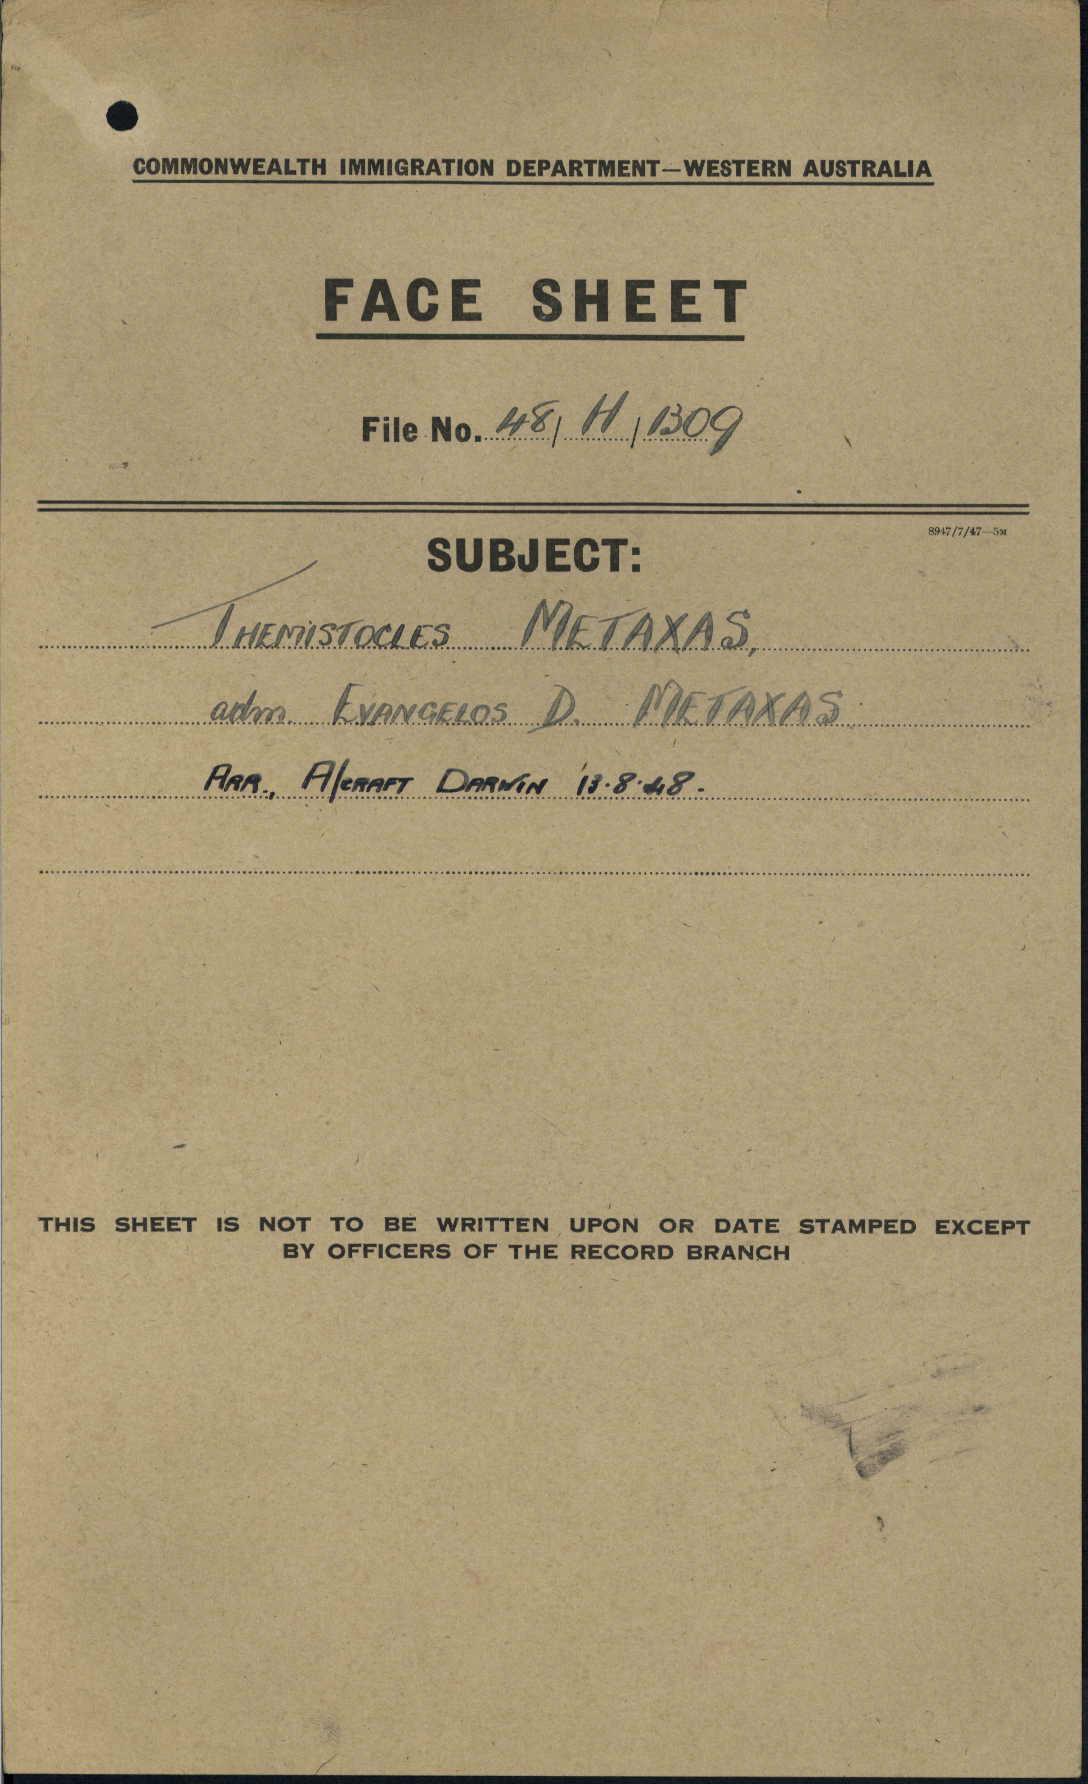 COMMONWEALTH IMMIGRATION DEPARTMENT—WESTERN AUSTRALIA
FACE SHEET
File No. 48/ H /1309
8947/7/47—5M
SUBJECT:
THEMISTOCLES METAXAS,
adm. EVANGELOS D. METAXAS
ARR., A/CRAFT DARWIN 13.8.48.
THIS SHEET IS NOT TO BE WRITTEN UPON OR DATE STAMPED EXCEPT
BY OFFICERS OF THE RECORD BRANCH